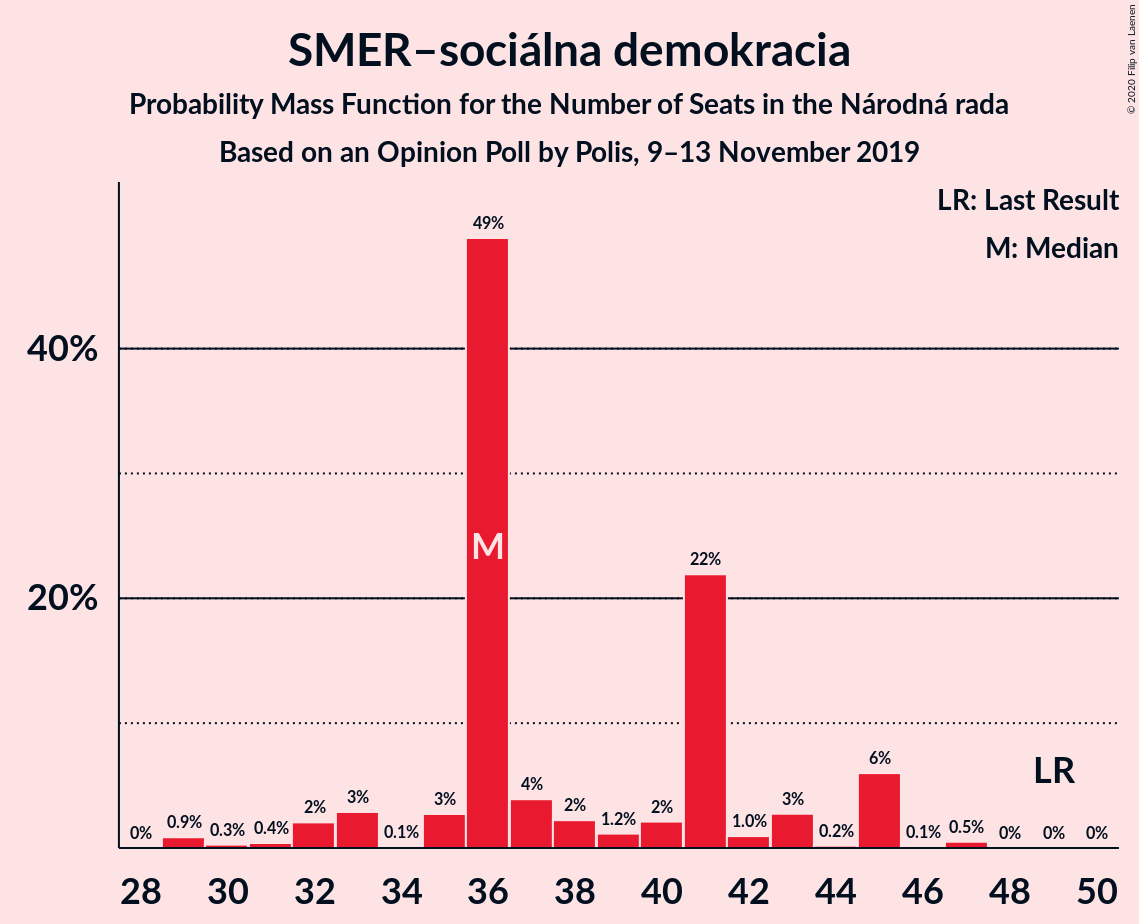 © 2020 Filip van Laenen
SMER–sociálna demokracia
Probability Mass Function for the Number of Seats in the Národná rada
Based on an Opinion Poll by Polis, 9–13 November 2019
LR: Last Result
M: Median
40%
20%
0%
0.9%
0.3%
0.4%
2%
3%
0.1%
3%
49%
M
4%
2%
1.2%
2%
22%
1.0%
3%
0.2%
6%
0.1%
0.5%
0%
0%
LR
0%
28 30 32 34 36 38 40 42 44 46 48 50